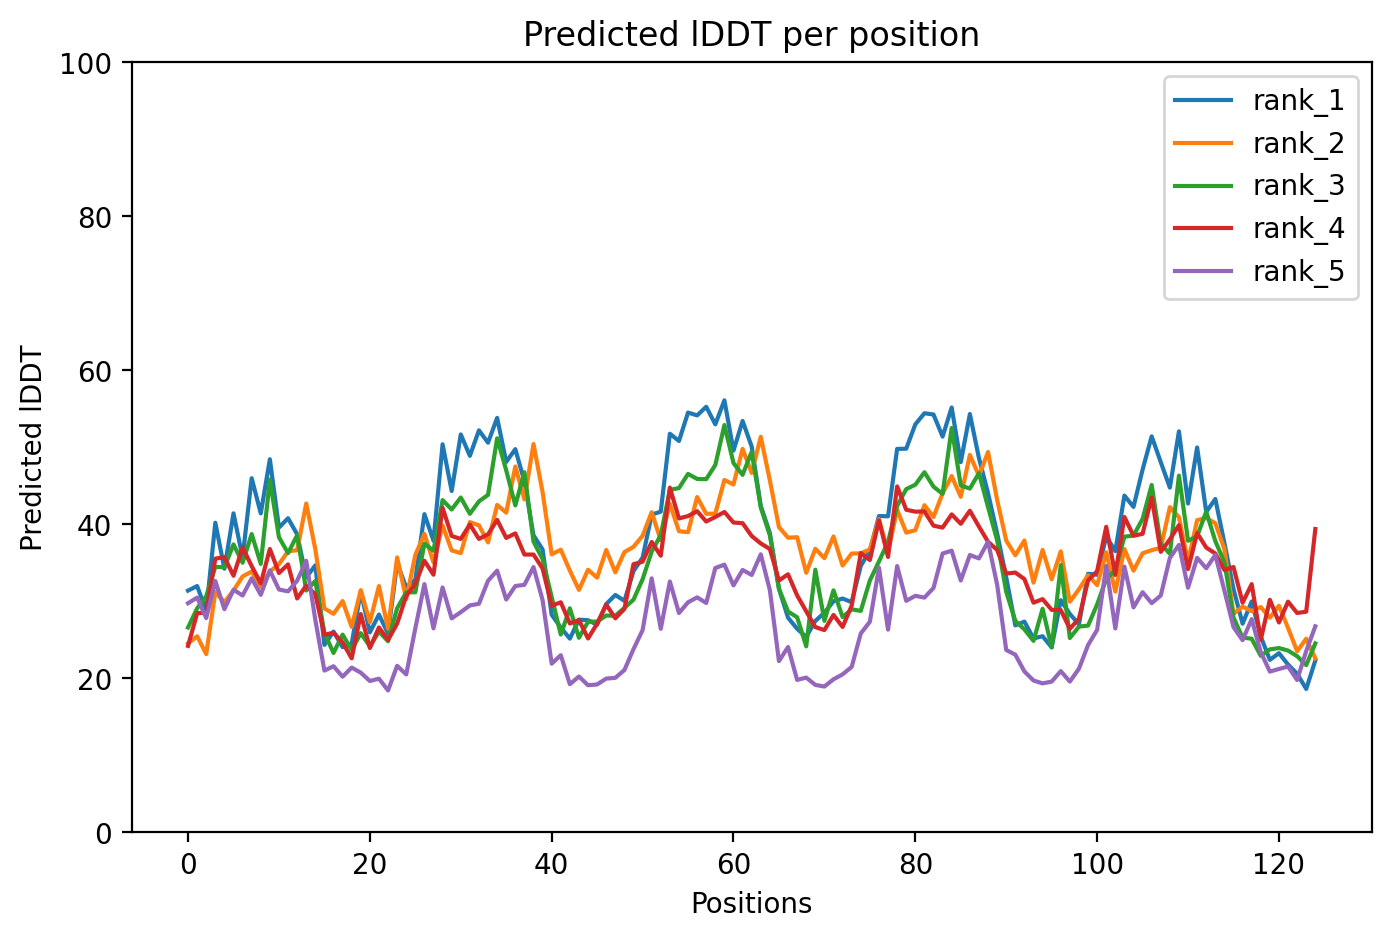 Predicted lDDT per position
100
80
60
40
20
0
Predicted lDDT
0 20 40 60 80 100 120
Positions
rank_1
rank_2
rank_3
rank_4
rank_5